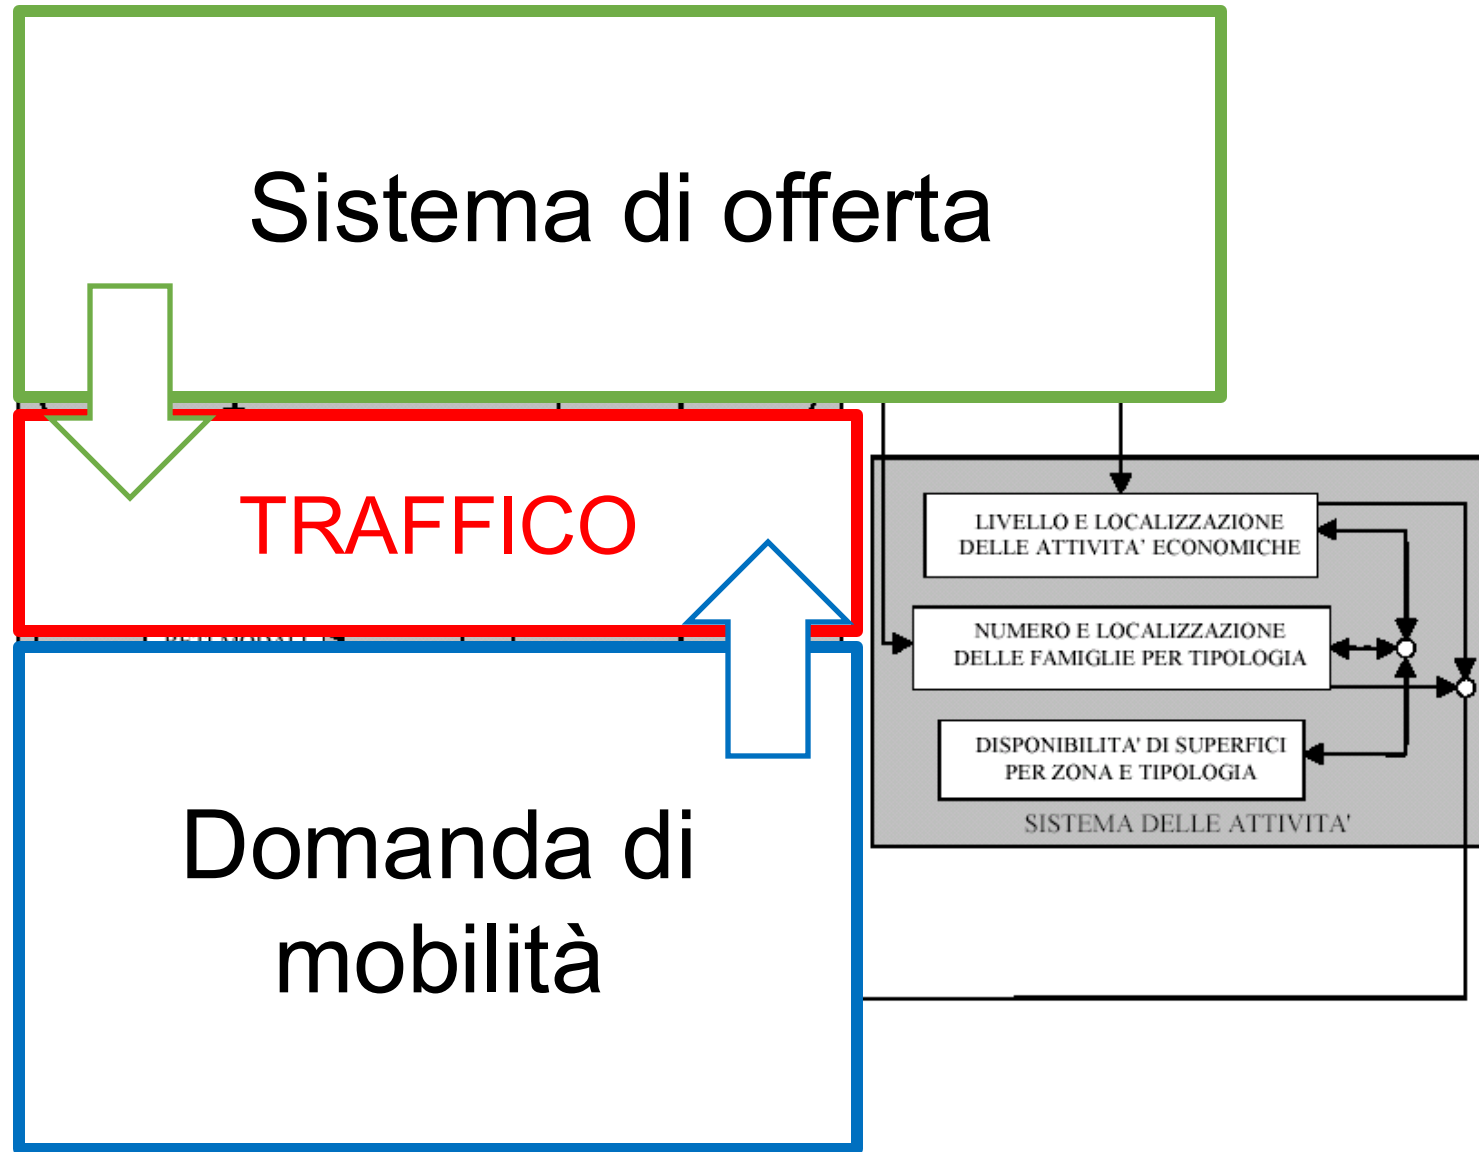 Sistema di offerta
TRAFFICO
Domanda di
mobilità
LIVELLO E LOCALIZZAZIONE
DELLE ATTIVITA’ ECONOMICHE
NUMERO E LOCALIZZAZIONE
DELLE FAMIGLIE PER TIPOLOGIA
DISPONIBILITA' DI SUPERFICI
PER ZONA E TIPOLOGIA
SISTEMA DELLE ATTIVITA'